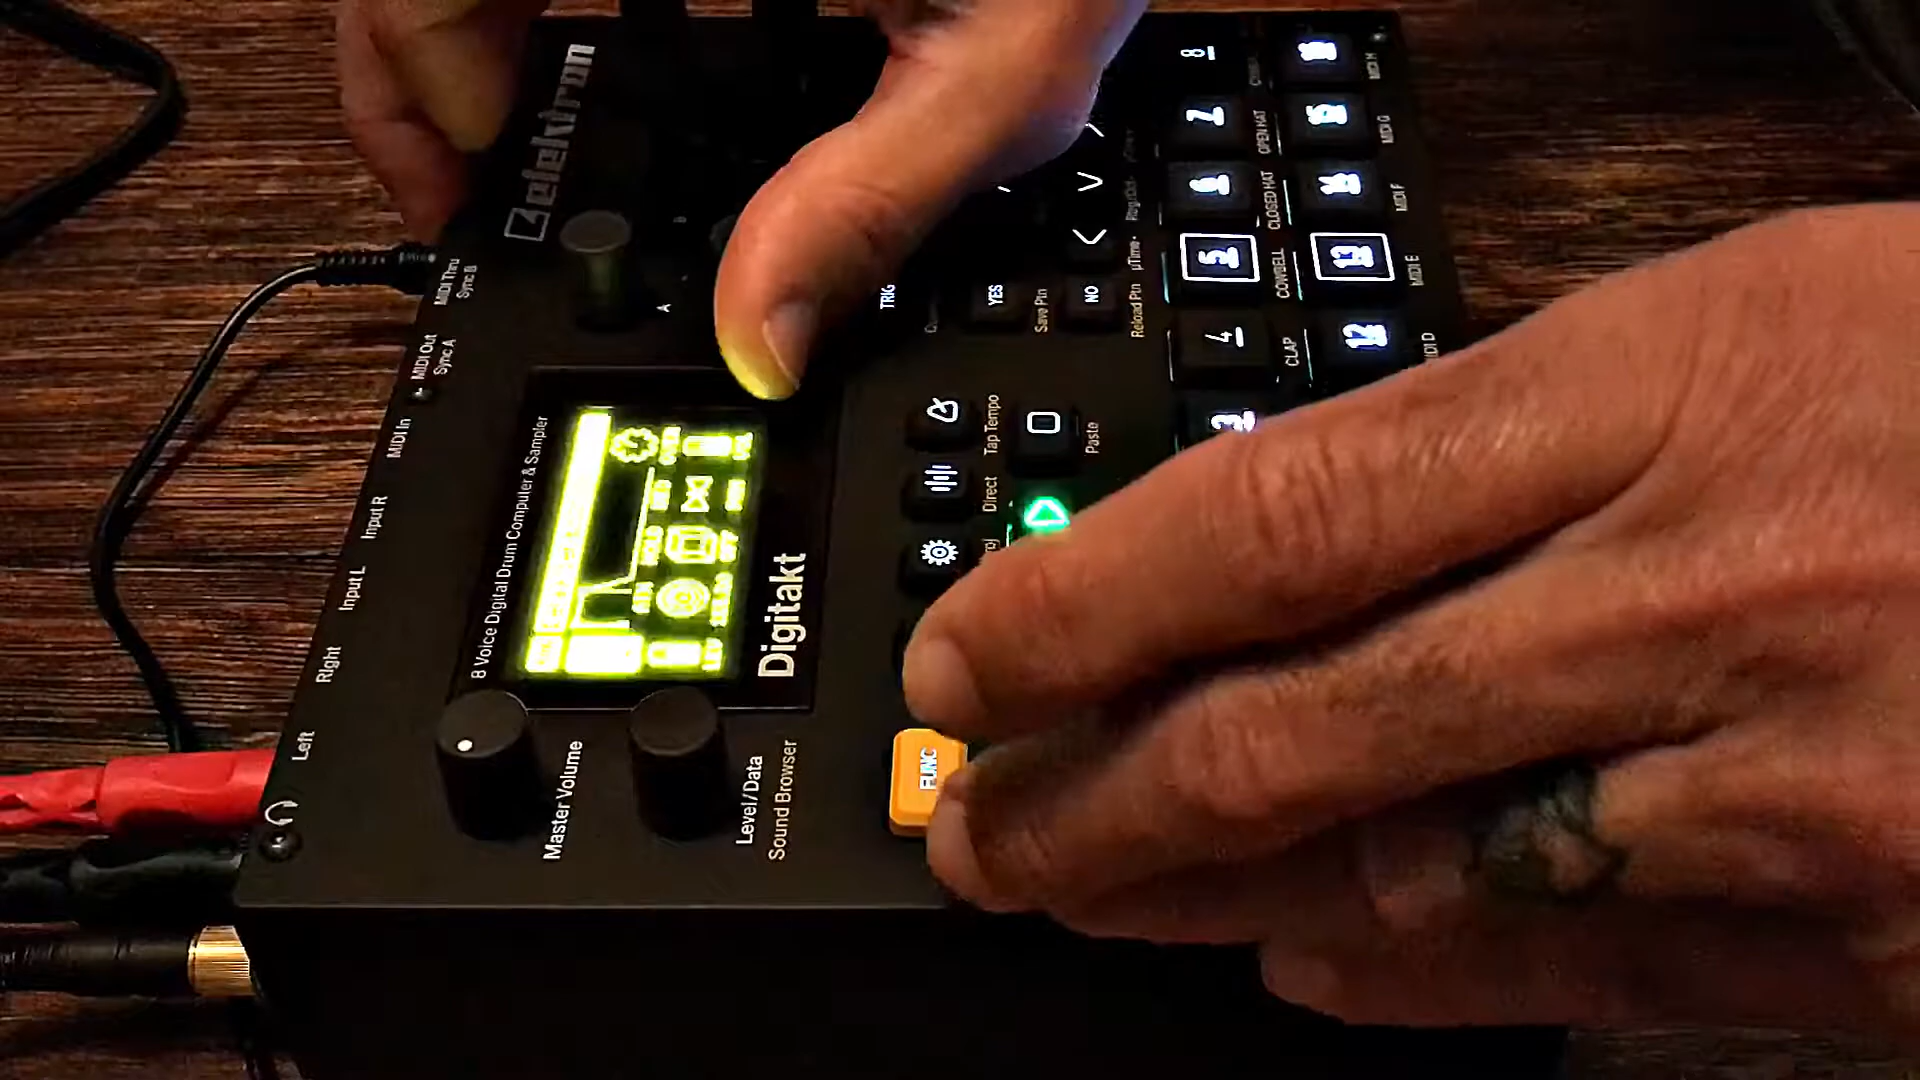 elektron
8 Voice Digital Drum Computer & Sampler
Digitakt
Master Volume
Level/Data
Sound Browser
Left
Right
Input L
Input R
MIDI In
MIDI Out
Sync A
MIDI Thru
Sync B
A
B
TRIG
YES
Save Ptn
NO
Reload Ptn
μTime-
Tap Tempo
Direct
Paste
FUNC
3
4
5
6
7
8
12
13
14
15
16
CLAP
COWBELL
CLOSED HAT
OPEN HAT
MIDI E
MIDI F
MIDI G
MIDI H